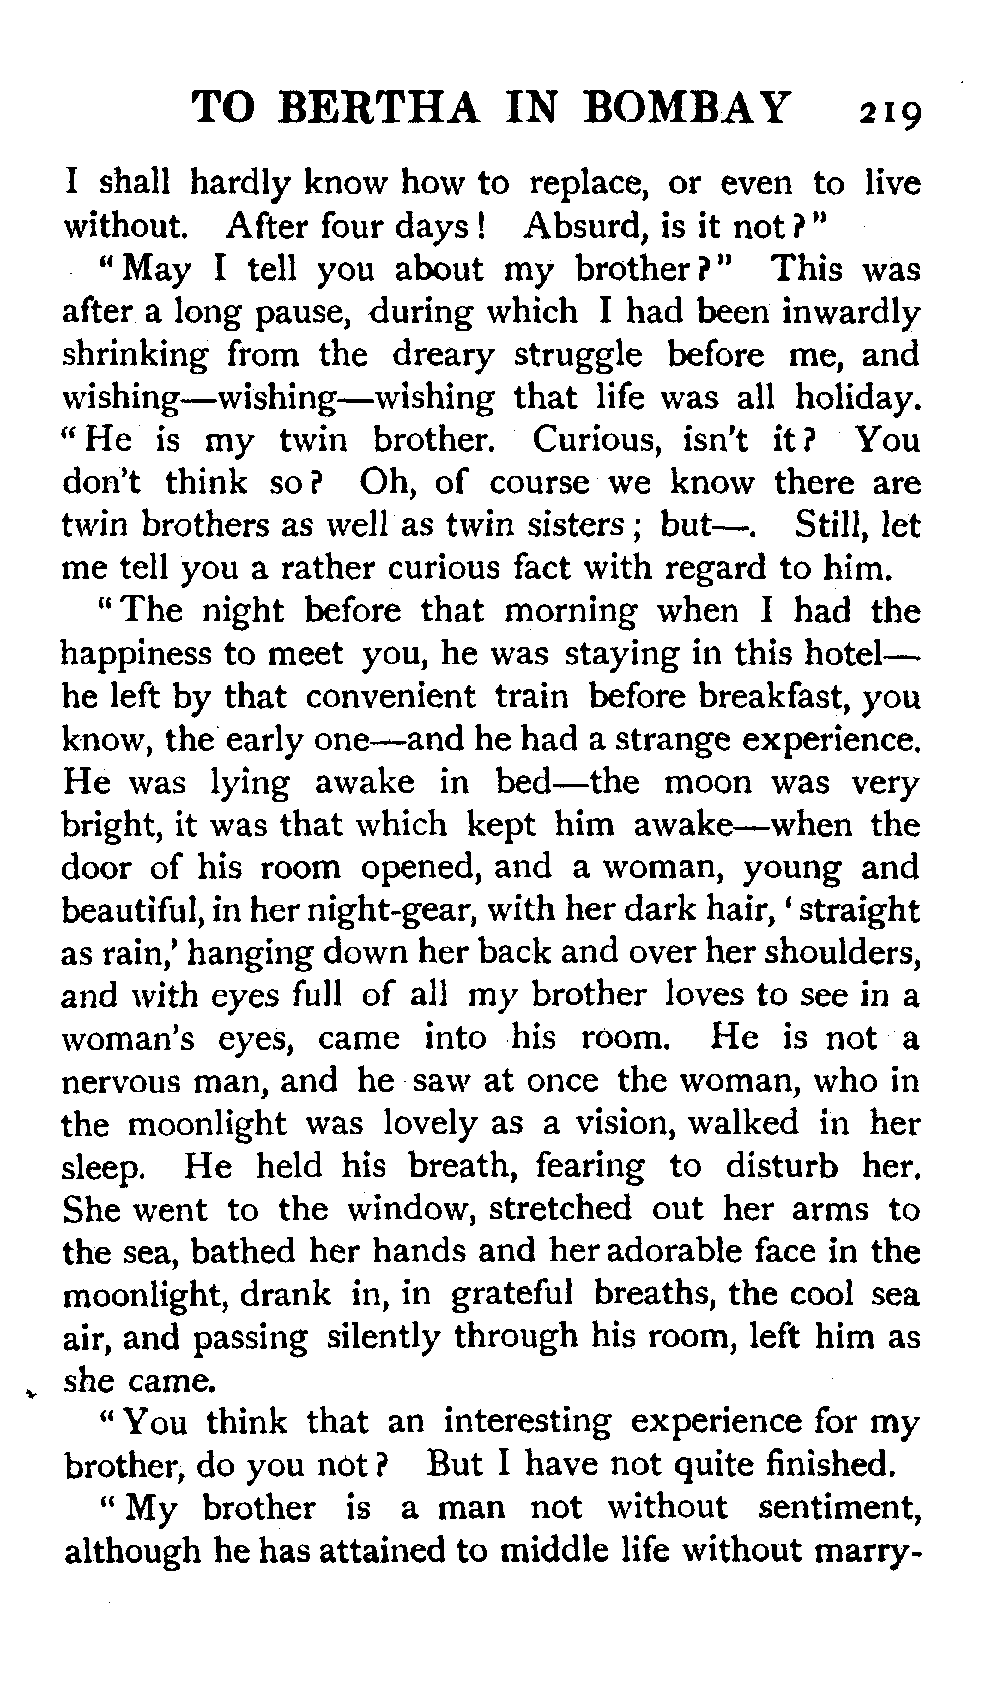 TO BERTHA IN BOMBAY 219
I shall hardly know how to replace, or even to live
without. After four days! Absurd, is it not?"
"May I tell you about my brother?" This was
after a long pause, during which I had been inwardly
shrinking from the dreary struggle before me, and
wishing—wishing—wishing that life was all holiday.
"He is my twin brother. Curious, isn't it? You
don't think so? Oh, of course we know there are
twin brothers as well as twin sisters; but—. Still, let
me tell you a rather curious fact with regard to him.
"The night before that morning when I had the
happiness to meet you, he was staying in this hotel—
he left by that convenient train before breakfast, you
know, the early one—and he had a strange experience.
He was lying awake in bed—the moon was very
bright, it was that which kept him awake—when the
door of his room opened, and a woman, young and
beautiful, in her night-gear, with her dark hair, 'straight
as rain,' hanging down her back and over her shoulders,
and with eyes full of all my brother loves to see in a
woman's eyes, came into his room. He is not a
nervous man, and he saw at once the woman, who in
the moonlight was lovely as a vision, walked in her
sleep. He held his breath, fearing to disturb her.
She went to the window, stretched out her arms to
the sea, bathed her hands and her adorable face in the
moonlight, drank in, in grateful breaths, the cool sea
air, and passing silently through his room, left him as
she came.
"You think that an interesting experience for my
brother, do you not? But I have not quite finished.
"My brother is a man not without sentiment,
although he has attained to middle life without marry-